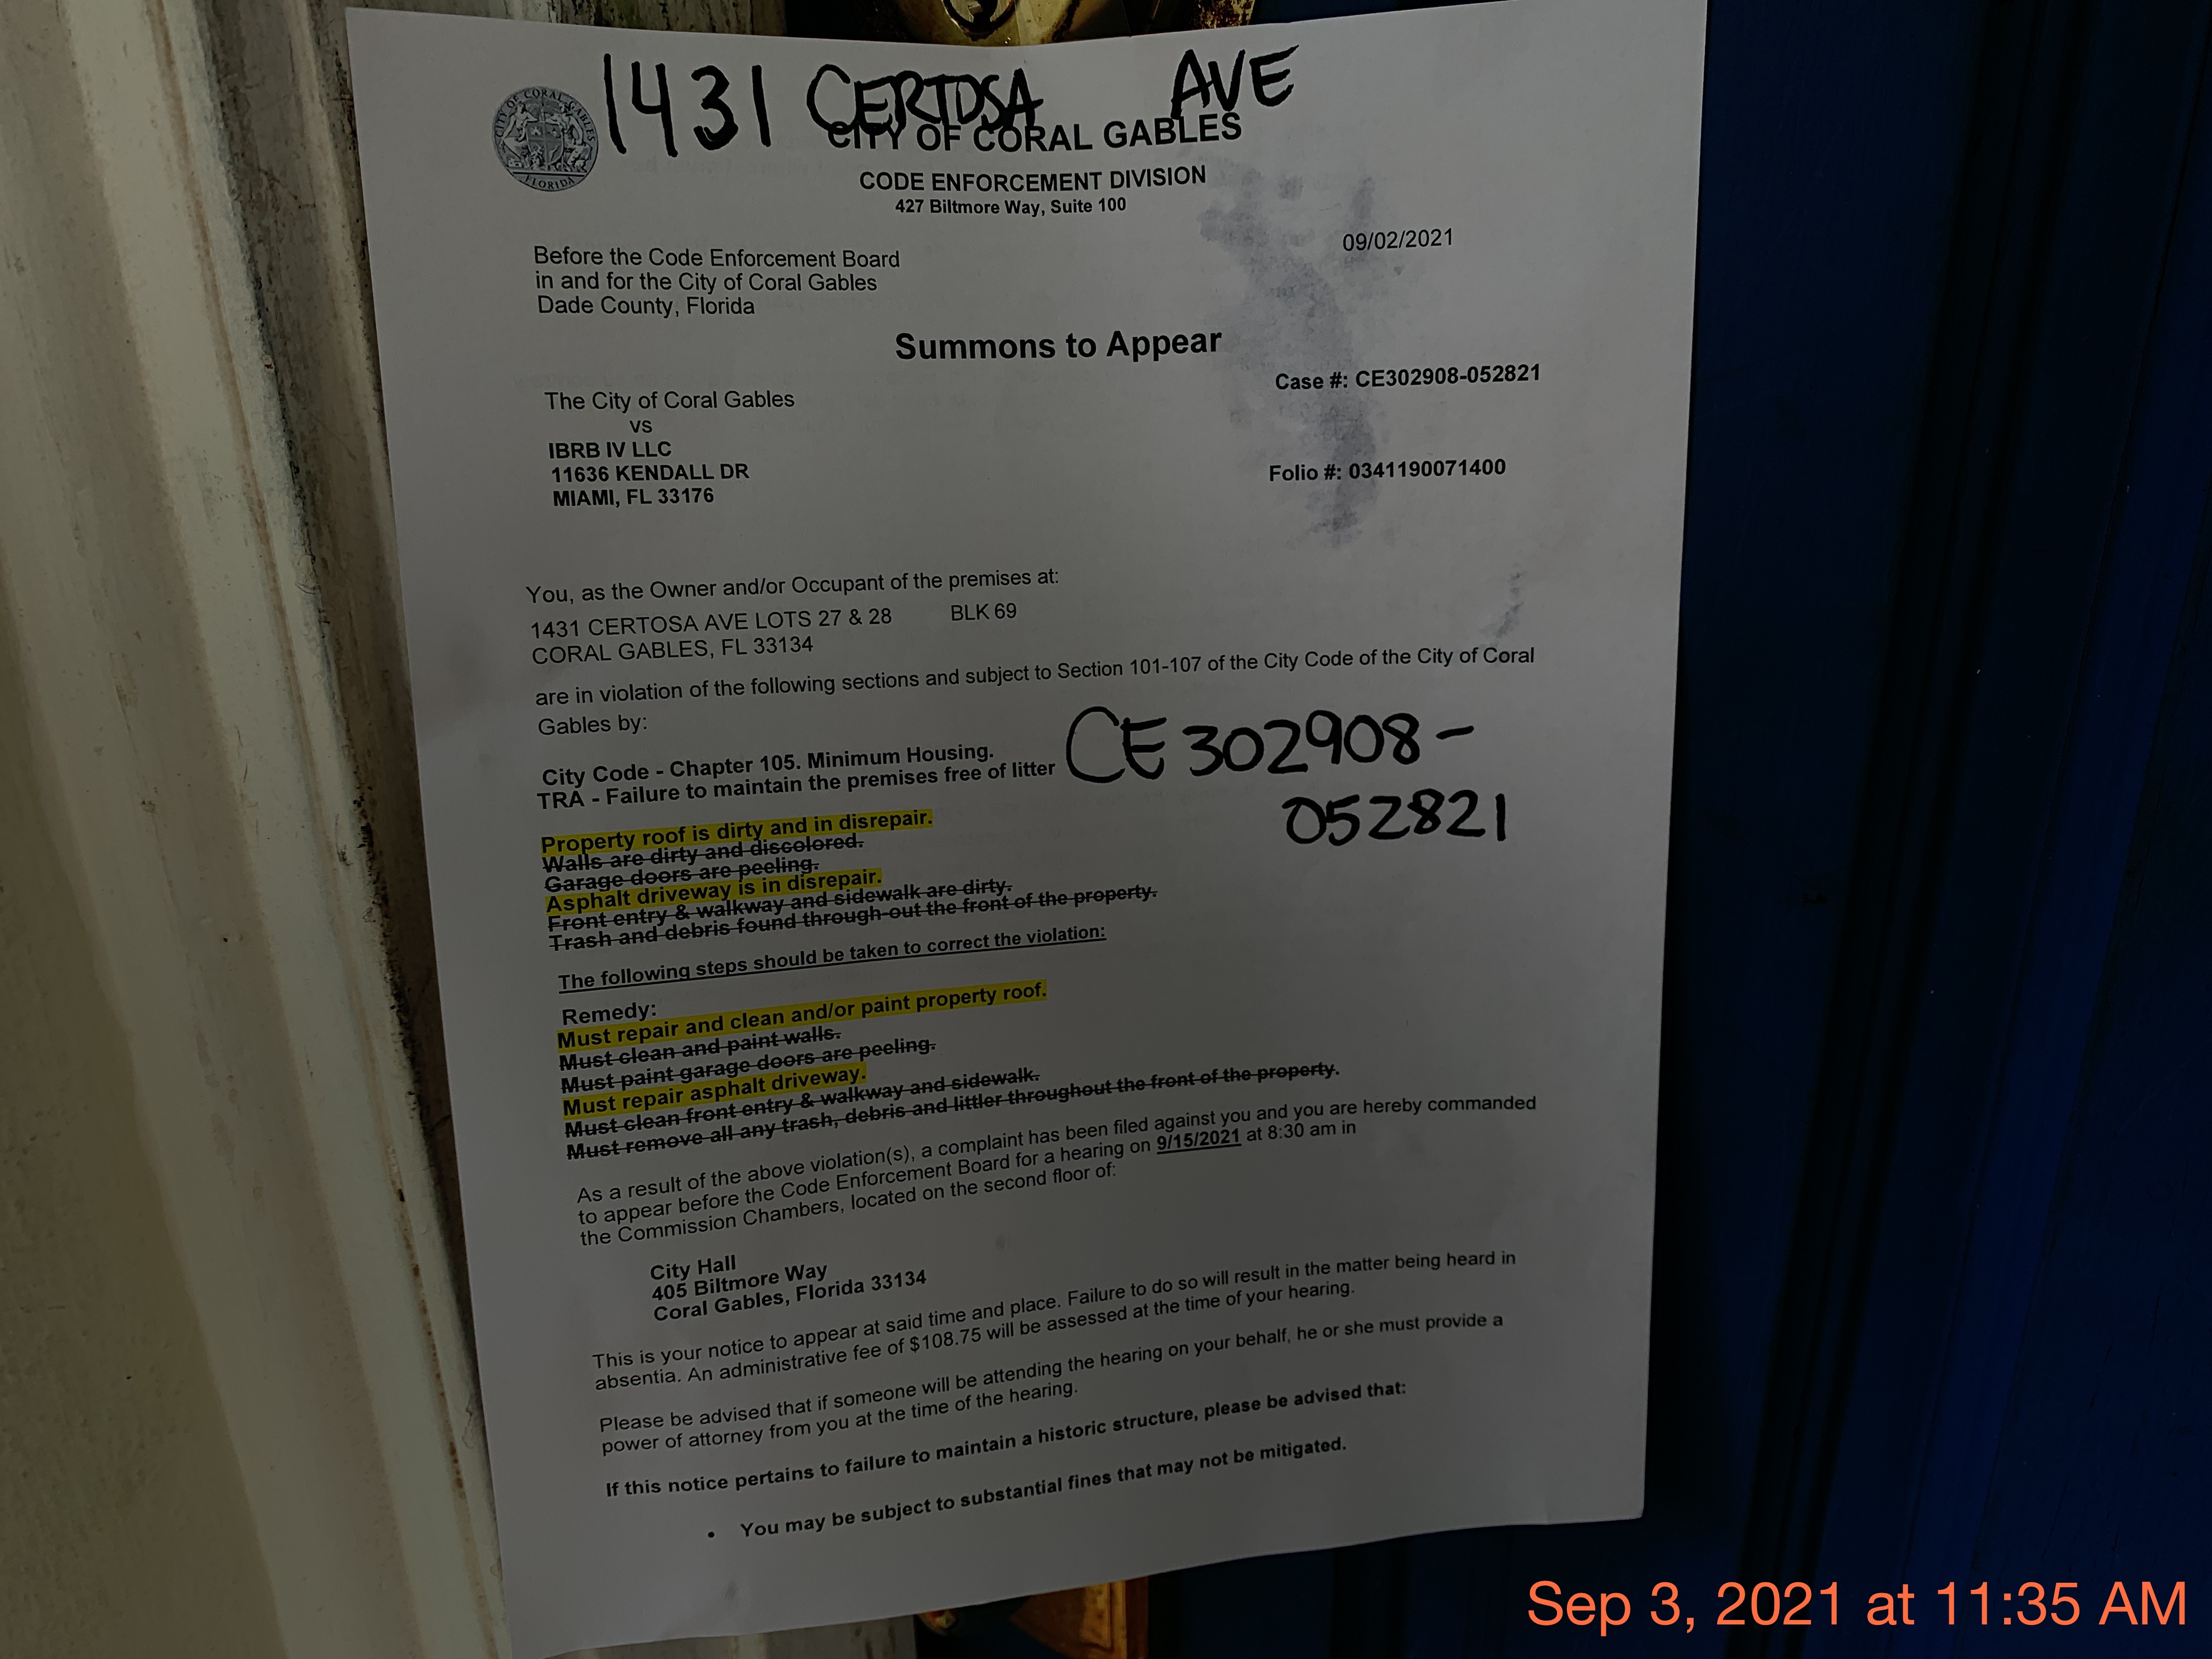 1431 CERTOSA AVE
CITY OF CORAL GABLES
CITY OF CORAL GABLES
FLORIDA
CODE ENFORCEMENT DIVISION
427 Biltmore Way, Suite 100
Before the Code Enforcement Board
in and for the City of Coral Gables
Dade County, Florida
09/02/2021
Summons to Appear
The City of Coral Gables
vs
IBRB IV LLC
11636 KENDALL DR
MIAMI, FL 33176
Case #: CE302908-052821
Folio #: 0341190071400
You, as the Owner and/or Occupant of the premises at:
1431 CERTOSA AVE LOTS 27 & 28 BLK 69
CORAL GABLES, FL 33134
are in violation of the following sections and subject to Section 101-107 of the City Code of the City of Coral
Gables by:
City Code - Chapter 105. Minimum Housing.
TRA - Failure to maintain the premises free of litter
CE302908-
052821
Property roof is dirty and in disrepair.
Walls are dirty and discolored.
Garage doors are peeling.
Asphalt driveway is in disrepair.
Front entry & walkway and sidewalk are dirty.
Trash and debris found through-out the front of the property.
The following steps should be taken to correct the violation:
Remedy:
Must repair and clean and/or paint property roof.
Must clean and paint walls.
Must paint garage doors are peeling.
Must repair asphalt driveway.
Must clean front entry & walkway and sidewalk.
Must remove all any trash, debris and littler throughout the front of the property.
As a result of the above violation(s), a complaint has been filed against you and you are hereby commanded
to appear before the Code Enforcement Board for a hearing on 9/15/2021 at 8:30 am in
the Commission Chambers, located on the second floor of:
City Hall
405 Biltmore Way
Coral Gables, Florida 33134
This is your notice to appear at said time and place. Failure to do so will result in the matter being heard in
absentia. An administrative fee of $108.75 will be assessed at the time of your hearing.
Please be advised that if someone will be attending the hearing on your behalf, he or she must provide a
power of attorney from you at the time of the hearing.
If this notice pertains to failure to maintain a historic structure, please be advised that:
• You may be subject to substantial fines that may not be mitigated.
Sep 3, 2021 at 11:35 AM